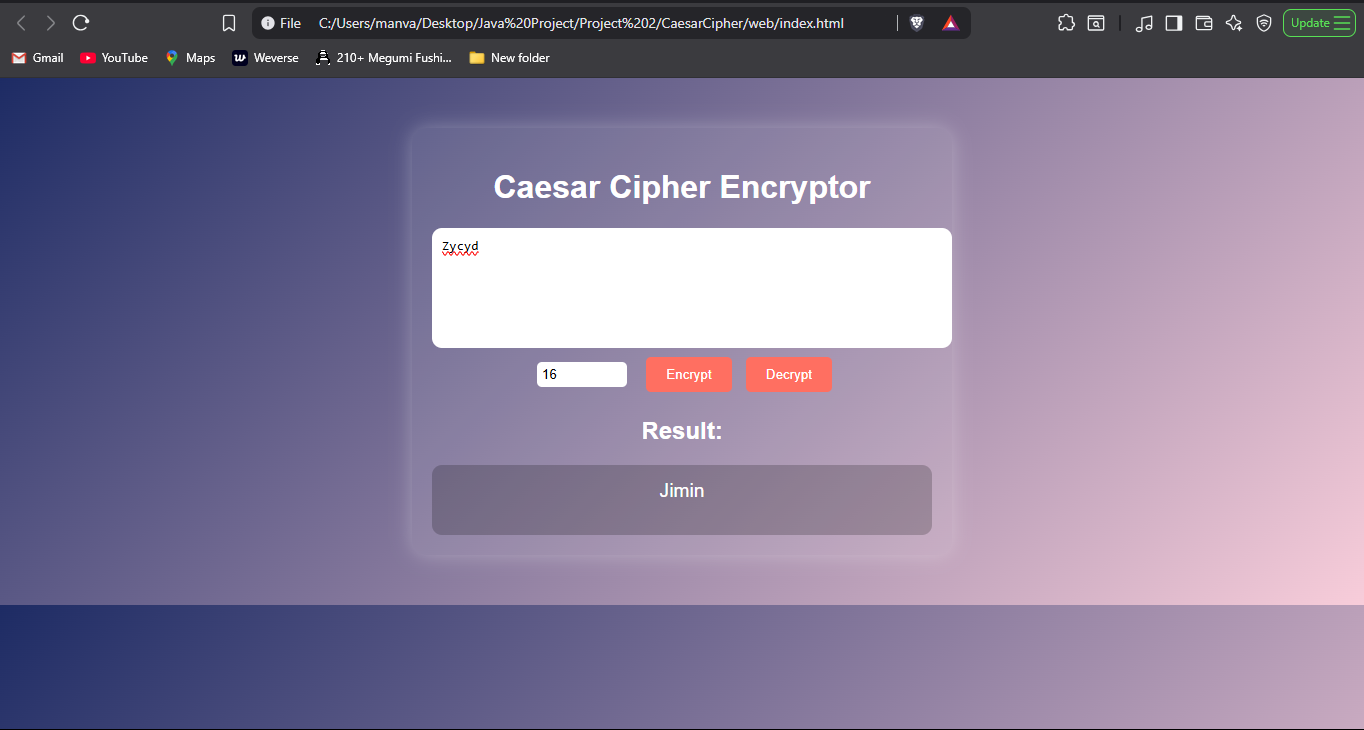 File C:/Users/manva/Desktop/Java%20Project/Project%202/CaesarCipher/web/index.html Update
Gmail YouTube Maps Weverse 210+ Megumi Fushi... New folder
Caesar Cipher Encryptor
Zycyd
16 Encrypt Decrypt
Result:
Jimin